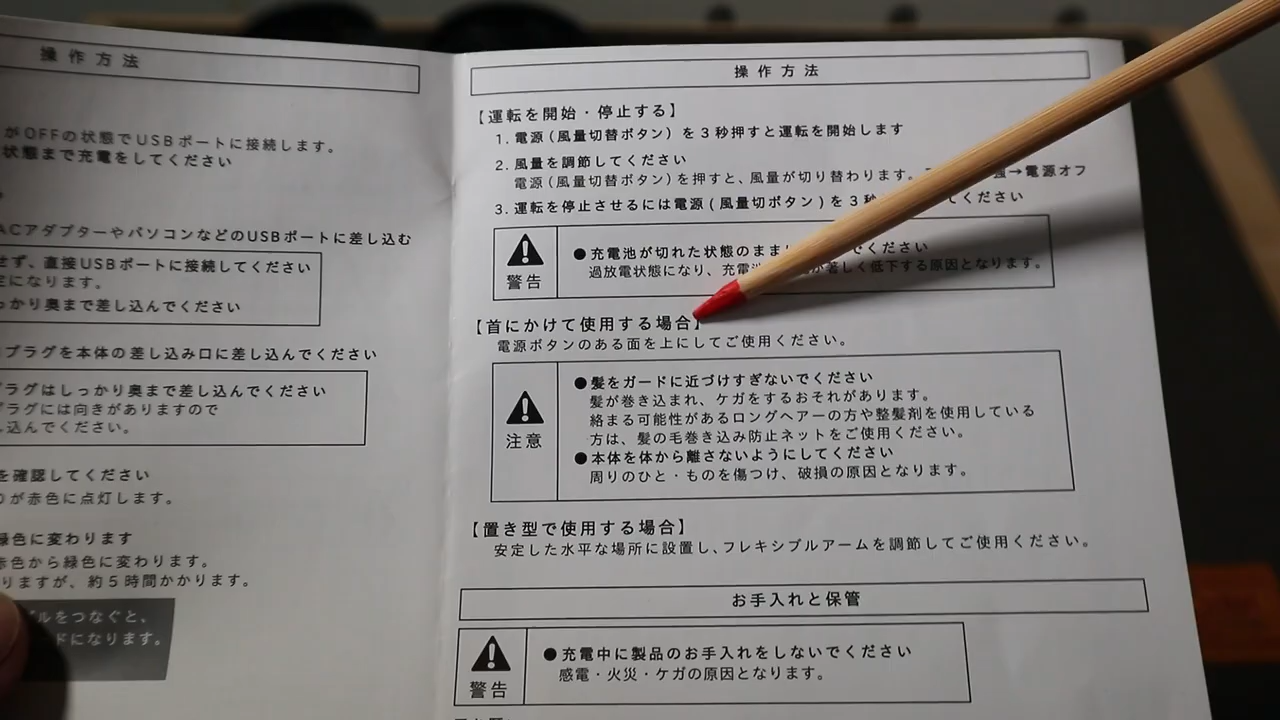 操作方法
がOFFの状態でUSBポートに接続します。
状態まで充電をしてください
ACアダプターやパソコンなどのUSBポートに差し込む
せず、直接USBポートに接続してください
定になります。
っかり奥まで差し込んでください
プラグを本体の差し込み口に差し込んでください
ラグはしっかり奥まで差し込んでください
ラグには向きがありますので
し込んでください。
を確認してください
が赤色に点灯します。
緑色に変わります
赤色から緑色に変わります。
りますが、約5時間かかります。
ブルをつなぐと、
ドになります。
操作方法
【運転を開始・停止する】
1. 電源（風量切替ボタン）を3秒押すと運転を開始します
2. 風量を調節してください
電源（風量切替ボタン）を押すと、風量が切り替わります。 強→電源オフ
3. 運転を停止させるには電源（風量切ボタン）を3秒 てください
警告
●充電池が切れた状態のまま でください
過放電状態になり、充電池 が著しく低下する原因となります。
【首にかけて使用する場合】
電源ボタンのある面を上にしてご使用ください。
注意
●髪をガードに近づけすぎないでください
髪が巻き込まれ、ケガをするおそれがあります。
絡まる可能性があるロングヘアーの方や整髪剤を使用している
方は、髪の毛巻き込み防止ネットをご使用ください。
●本体を体から離さないようにしてください
周りのひと・ものを傷つけ、破損の原因となります。
【置き型で使用する場合】
安定した水平な場所に設置し、フレキシブルアームを調節してご使用ください。
お手入れと保管
警告
●充電中に製品のお手入れをしないでください
感電・火災・ケガの原因となります。